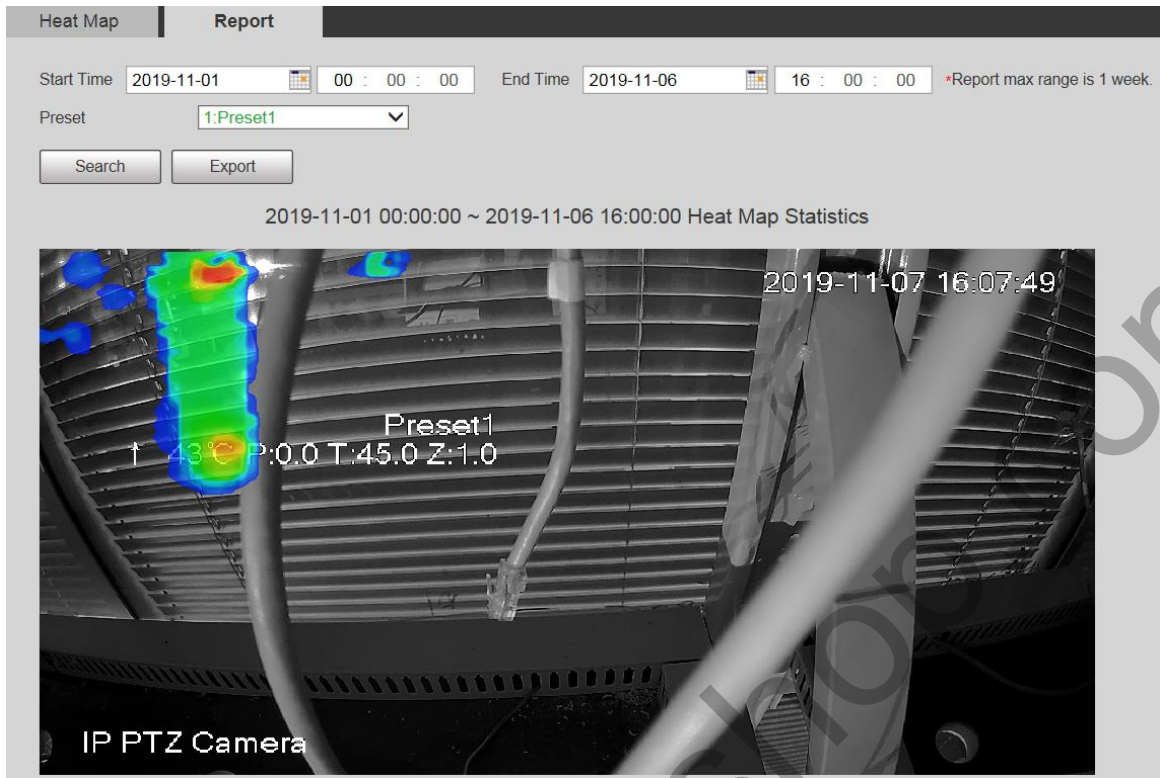 Heat Map Report
Start Time 2019-11-01 00 : 00 : 00 End Time 2019-11-06 16 : 00 : 00 *Report max range is 1 week.
Preset 1:Preset1
Search Export
2019-11-01 00:00:00 ~ 2019-11-06 16:00:00 Heat Map Statistics
2019-11-07 16:07:49
Preset1
↑ 43°C P:0.0 T:45.0 Z:1.0
IP PTZ Camera